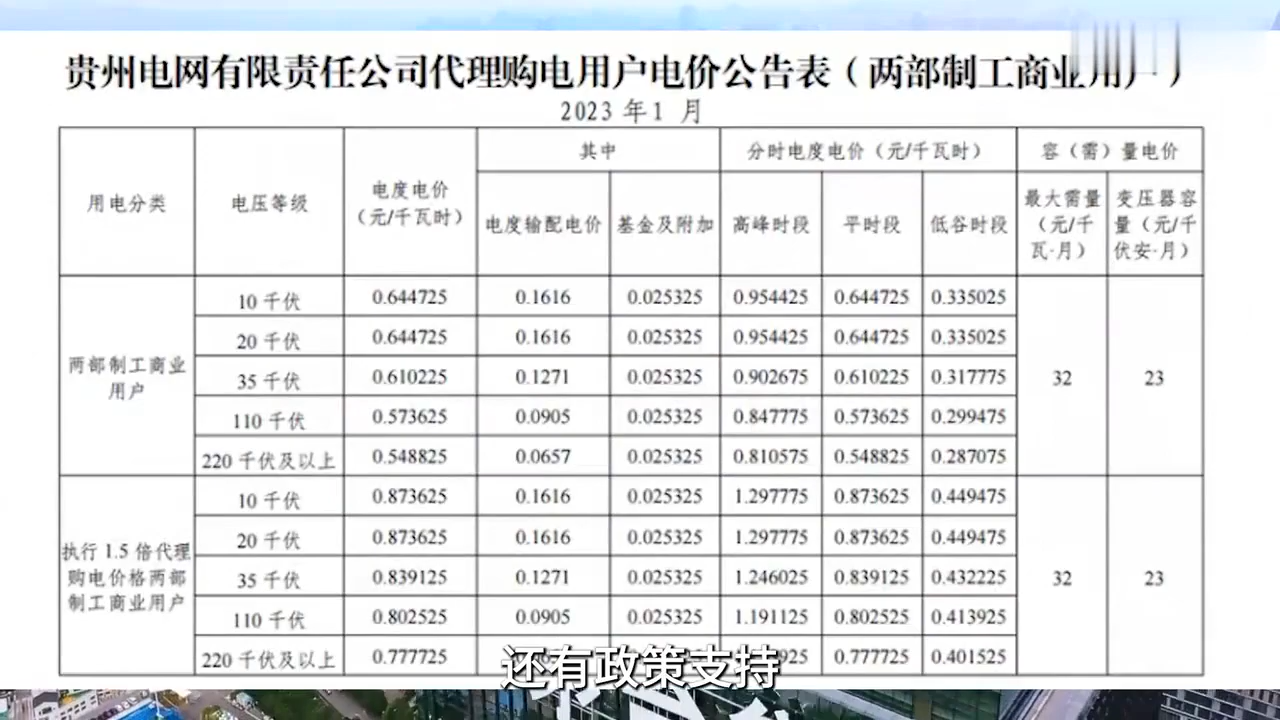 贵州电网有限责任公司代理购电用户电价公告表（两部制工商业用户）
2023 年1 月
用电分类 电压等级 电度电价（元/千瓦时） 其中 分时电度电价（元/千瓦时） 容（需）量电价
电度输配电价 基金及附加 高峰时段 平时段 低谷时段 最大需量（元/千瓦·月） 变压器容量（元/千伏安·月）
两部制工商业用户 10 千伏 0.644725 0.1616 0.025325 0.954425 0.644725 0.335025 32 23
20 千伏 0.644725 0.1616 0.025325 0.954425 0.644725 0.335025
35 千伏 0.610225 0.1271 0.025325 0.902675 0.610225 0.317775
110 千伏 0.573625 0.0905 0.025325 0.847775 0.573625 0.299475
220 千伏及以上 0.548825 0.0657 0.025325 0.810575 0.548825 0.287075
执行 1.5 倍代理购电价格两部制工商业用户 10 千伏 0.873625 0.1616 0.025325 1.297775 0.873625 0.449475 32 23
20 千伏 0.873625 0.1616 0.025325 1.297775 0.873625 0.449475
35 千伏 0.839125 0.1271 0.025325 1.246025 0.839125 0.432225
110 千伏 0.802525 0.0905 0.025325 1.191125 0.802525 0.413925
220 千伏及以上 0.777725 0.777725 0.401525
还有政策支持